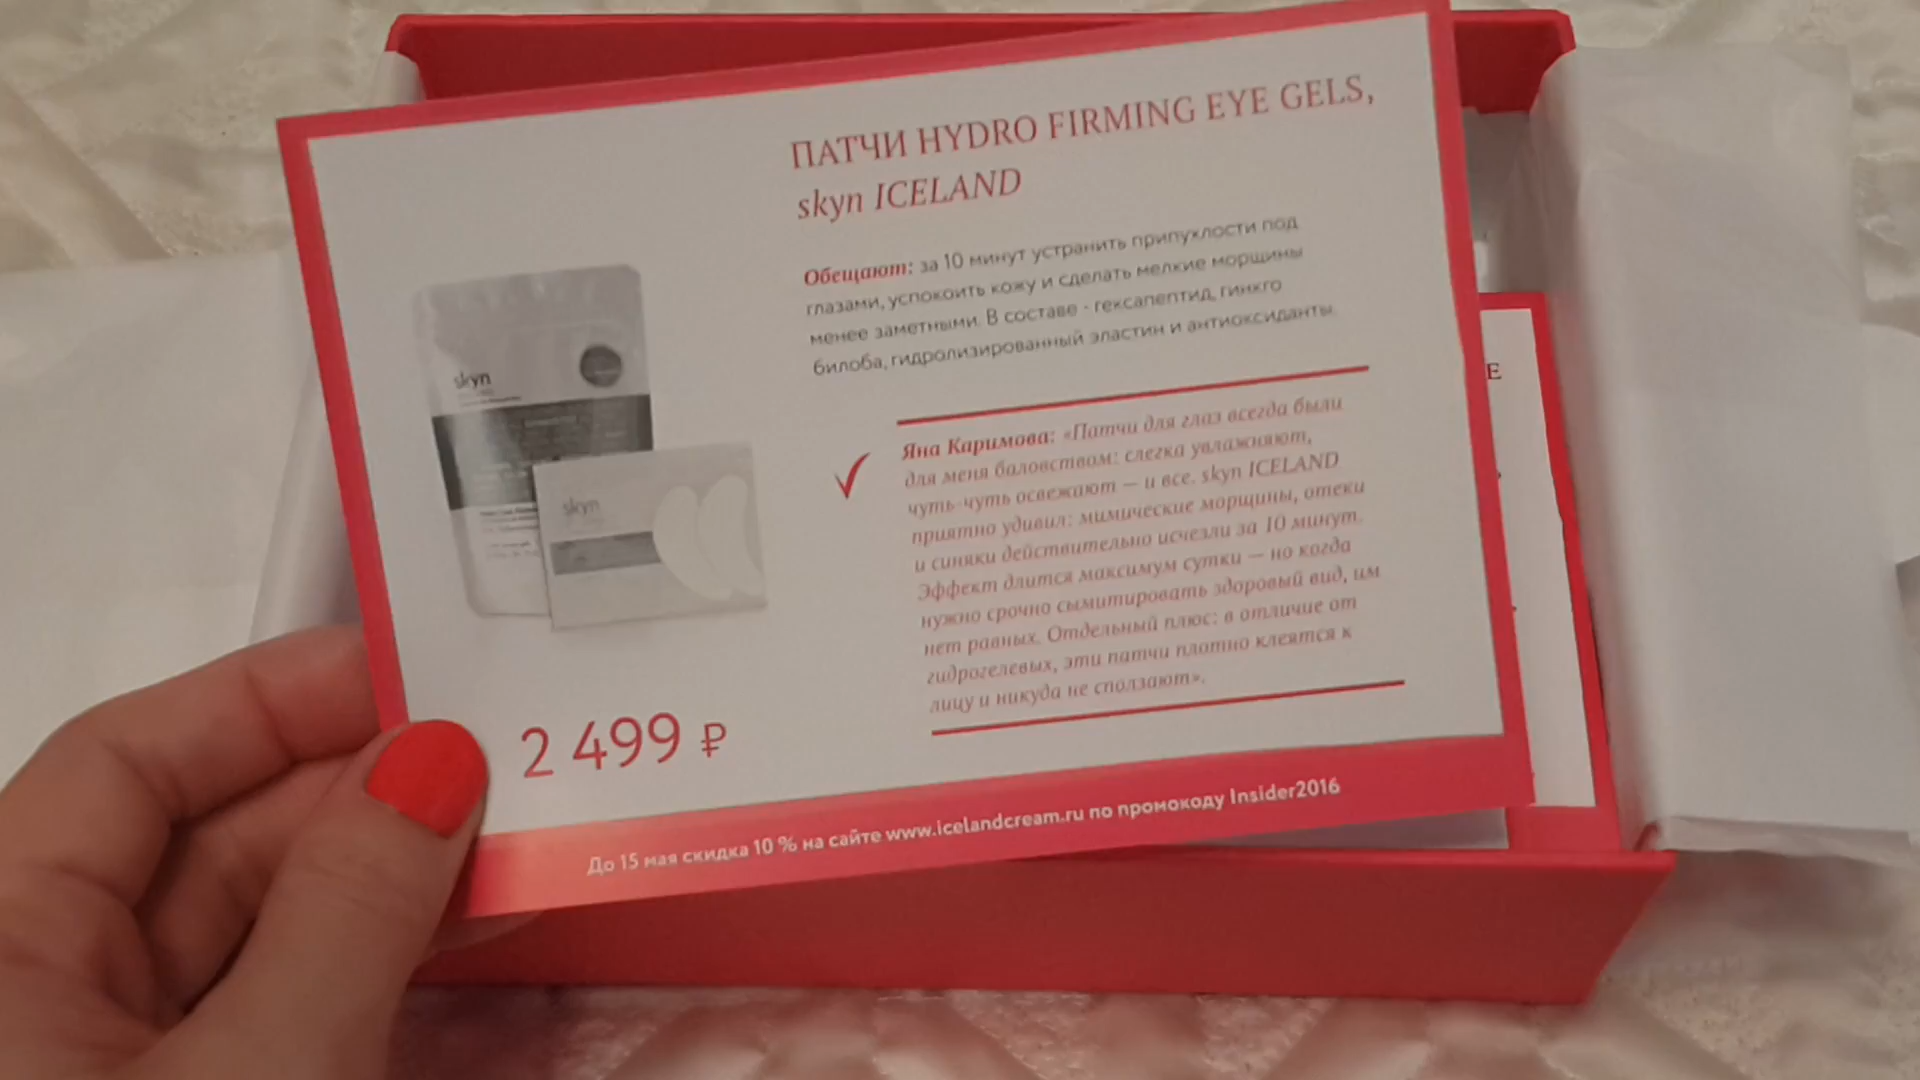 ПАТЧИ HYDRO FIRMING EYE GELS,
skyn ICELAND
Обещают: за 10 минут устранить припухлости под
глазами, успокоить кожу и сделать мелкие морщины
менее заметными. В составе - гексапептид, гинкго
билоба, гидролизированный эластин и антиоксиданты.
Яна Каримова: «Патчи для глаз всегда были
для меня баловством: слегка увлажняют,
чуть-чуть освежают — и все. skyn ICELAND
приятно удивил: мимические морщины, отеки
и синяки действительно исчезли за 10 минут.
Эффект длится максимум сутки — но когда
нужно срочно сымитировать здоровый вид, им
нет равных. Отдельный плюс: в отличие от
гидрогелевых, эти патчи плотно клеятся к
лицу и никуда не сползают».
skyn
skyn
2 499 ₽
До 15 мая скидка 10 % на сайте www.icelandcream.ru по промокоду Insider2016
Е